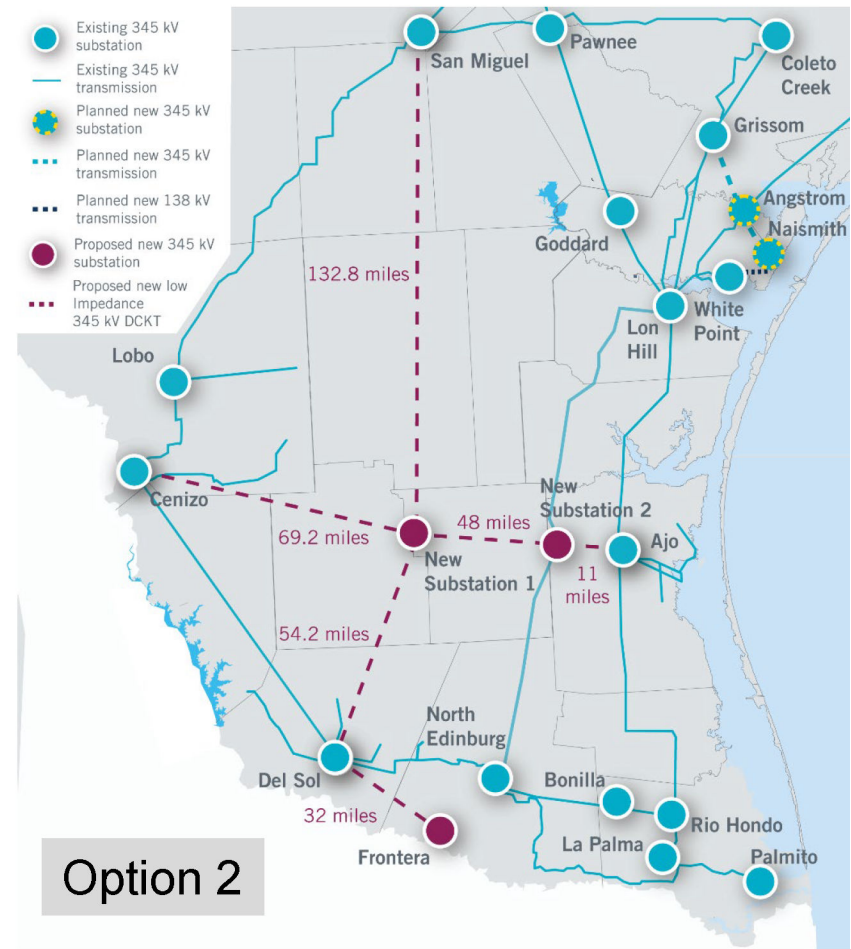 Existing 345 kV
substation
Existing 345 kV
transmission
Planned new 345 kV
substation
Planned new 345 kV
transmission
Planned new 138 kV
transmission
Proposed new 345 kV
substation
Proposed new low
Impedance
345 kV DCKT
San Miguel
Pawnee
Coleto
Creek
Grissom
Angstrom
Naismith
Goddard
White
Point
Lon
Hill
132.8 miles
Lobo
Cenizo
69.2 miles
48 miles
New
Substation 1
New
Substation 2
Ajo
11
miles
54.2 miles
North
Edinburg
Del Sol
Bonilla
Rio Hondo
32 miles
La Palma
Palmito
Frontera
Option 2